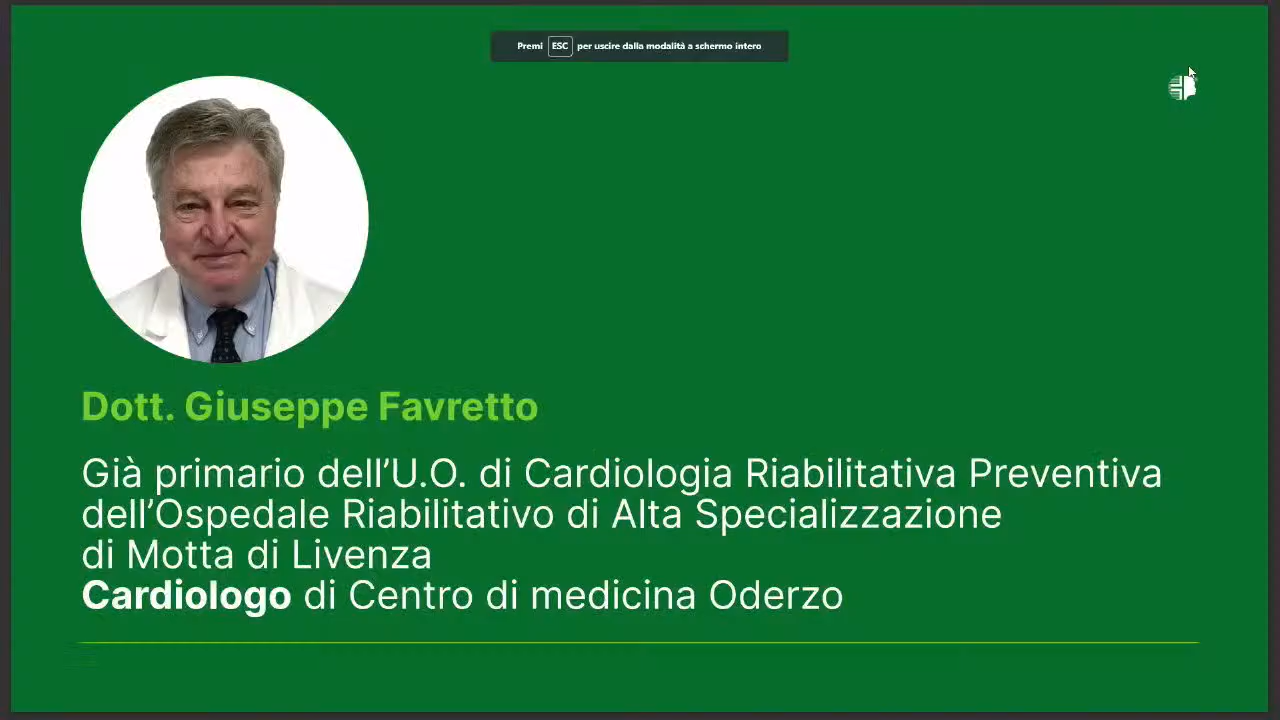 Premi ESC per uscire dalla modalità a schermo intero
Dott. Giuseppe Favretto
Già primario dell’U.O. di Cardiologia Riabilitativa Preventiva
dell’Ospedale Riabilitativo di Alta Specializzazione
di Motta di Livenza
Cardiologo di Centro di medicina Oderzo